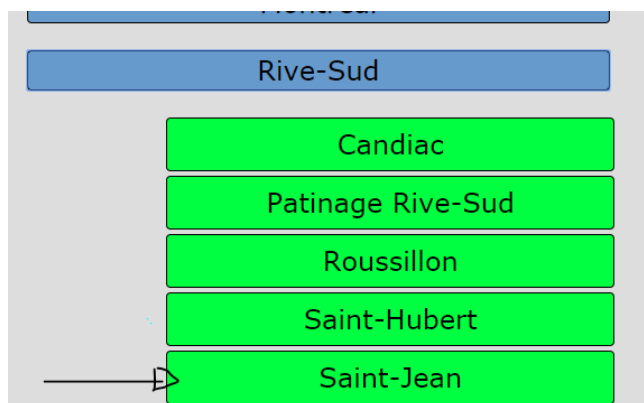 Rive-Sud
Candiac
Patinage Rive-Sud
Roussillon
Saint-Hubert
Saint-Jean